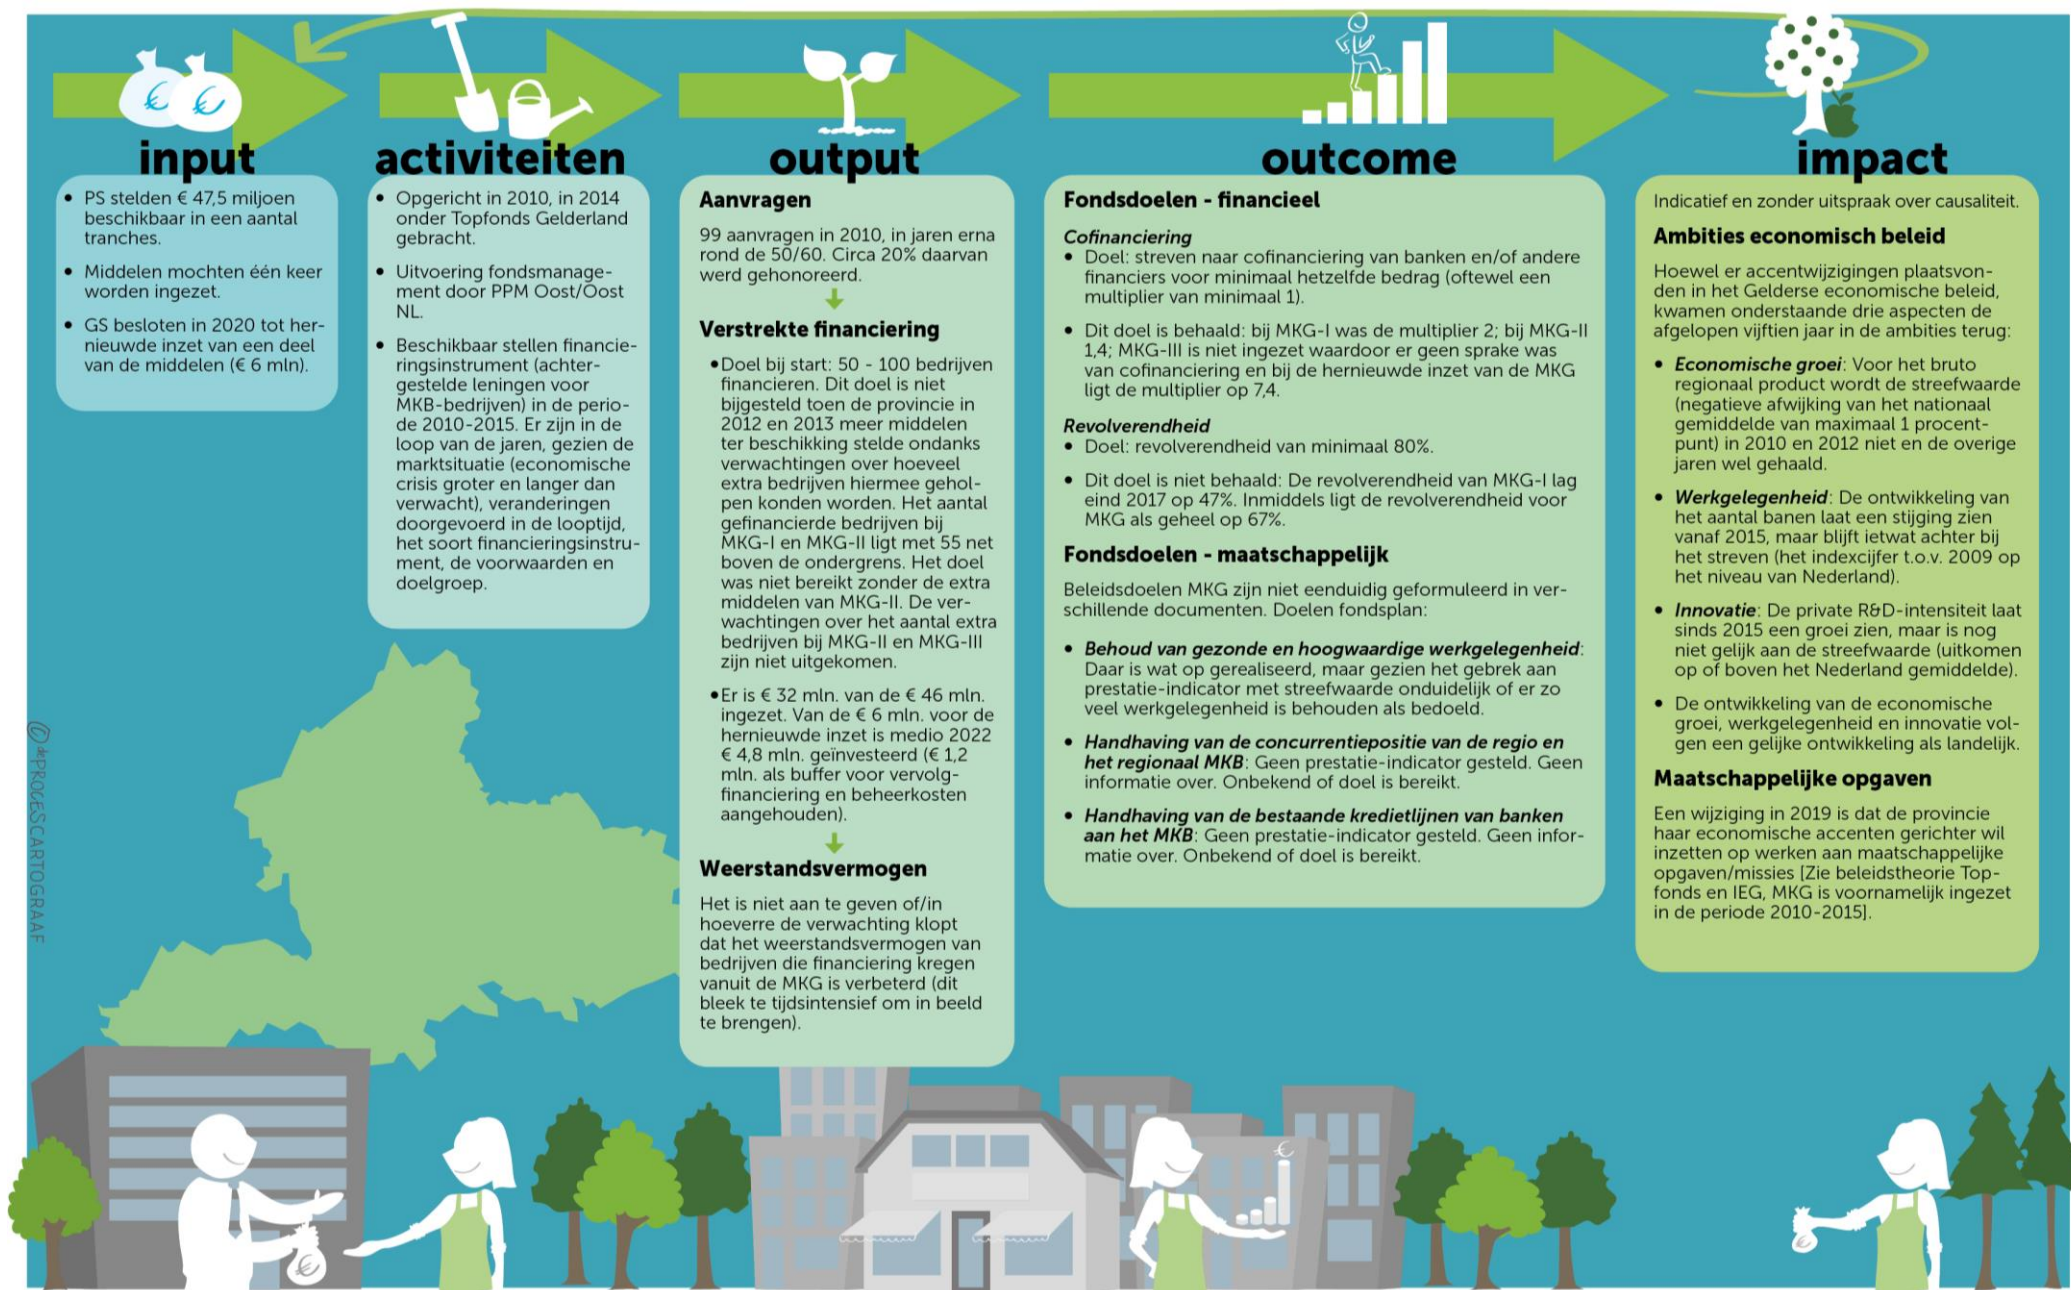 input
• PS stelden € 47,5 miljoen
beschikbaar in een aantal
tranches.
• Middelen mochten één keer
worden ingezet.
• GS besloten in 2020 tot her-
nieuwde inzet van een deel
van de middelen (€ 6 mln).
activiteiten
• Opgericht in 2010, in 2014
onder Topfonds Gelderland
gebracht.
• Uitvoering fondsmanage-
ment door PPM Oost/Oost
NL.
• Beschikbaar stellen financie-
ringsinstrument (achter-
gestelde leningen voor
MKB-bedrijven) in de perio-
de 2010-2015. Er zijn in de
loop van de jaren, gezien de
marktsituatie (economische
crisis groter en langer dan
verwacht), veranderingen
doorgevoerd in de looptijd,
het soort financieringsinstru-
ment, de voorwaarden en
doelgroep.
output
Aanvragen
99 aanvragen in 2010, in jaren erna
rond de 50/60. Circa 20% daarvan
werd gehonoreerd.
Verstrekte financiering
• Doel bij start: 50 - 100 bedrijven
financieren. Dit doel is niet
bijgesteld toen de provincie in
2012 en 2013 meer middelen
ter beschikking stelde ondanks
verwachtingen over hoeveel
extra bedrijven hiermee gehol-
pen konden worden. Het aantal
gefinancierde bedrijven bij
MKG-I en MKG-II ligt met 55 net
boven de ondergrens. Het doel
was niet bereikt zonder de extra
middelen van MKG-II. De ver-
wachtingen over het aantal extra
bedrijven bij MKG-II en MKG-III
zijn niet uitgekomen.
• Er is € 32 mln. van de € 46 mln.
ingezet. Van de € 6 mln. voor de
hernieuwde inzet is medio 2022
€ 4,8 mln. geïnvesteerd (€ 1,2
mln. als buffer voor vervolg-
financiering en beheerkosten
aangehouden).
Weerstandsvermogen
Het is niet aan te geven of/in
hoeverre de verwachting klopt
dat het weerstandsvermogen van
bedrijven die financiering kregen
vanuit de MKG is verbeterd (dit
bleek te tijdsintensief om in beeld
te brengen).
outcome
Fondsdoelen - financieel
Cofinanciering
• Doel: streven naar cofinanciering van banken en/of andere
financiers voor minimaal hetzelfde bedrag (oftewel een
multiplier van minimaal 1).
• Dit doel is behaald: bij MKG-I was de multiplier 2; bij MKG-II
1,4; MKG-III is niet ingezet waardoor er geen sprake was
van cofinanciering en bij de hernieuwde inzet van de MKG
ligt de multiplier op 7,4.
Revolverendheid
• Doel: revolverendheid van minimaal 80%.
• Dit doel is niet behaald: De revolverendheid van MKG-I lag
eind 2017 op 47%. Inmiddels ligt de revolverendheid voor
MKG als geheel op 67%.
Fondsdoelen - maatschappelijk
Beleidsdoelen MKG zijn niet eenduidig geformuleerd in ver-
schillende documenten. Doelen fondsplan:
• Behoud van gezonde en hoogwaardige werkgelegenheid:
Daar is wat op gerealiseerd, maar gezien het gebrek aan
prestatie-indicator met streefwaarde onduidelijk of er zo
veel werkgelegenheid is behouden als bedoeld.
• Handhaving van de concurrentiepositie van de regio en
het regionaal MKB: Geen prestatie-indicator gesteld. Geen
informatie over. Onbekend of doel is bereikt.
• Handhaving van de bestaande kredietlijnen van banken
aan het MKB: Geen prestatie-indicator gesteld. Geen infor-
matie over. Onbekend of doel is bereikt.
impact
Indicatief en zonder uitspraak over causaliteit.
Ambities economisch beleid
Hoewel er accentwijzigingen plaatsvon-
den in het Gelderse economische beleid,
kwamen onderstaande drie aspecten de
afgelopen vijftien jaar in de ambities terug:
• Economische groei: Voor het bruto
regionaal product wordt de streefwaarde
(negatieve afwijking van het nationaal
gemiddelde van maximaal 1 procent-
punt) in 2010 en 2012 niet en de overige
jaren wel gehaald.
• Werkgelegenheid: De ontwikkeling van
het aantal banen laat een stijging zien
vanaf 2015, maar blijft ietwat achter bij
het streven (het indexcijfer t.o.v. 2009 op
het niveau van Nederland).
• Innovatie: De private R&D-intensiteit laat
sinds 2015 een groei zien, maar is nog
niet gelijk aan de streefwaarde (uitkomen
op of boven het Nederland gemiddelde).
• De ontwikkeling van de economische
groei, werkgelegenheid en innovatie vol-
gen een gelijke ontwikkeling als landelijk.
Maatschappelijke opgaven
Een wijziging in 2019 is dat de provincie
haar economische accenten gerichter wil
inzetten op werken aan maatschappelijke
opgaven/missies [Zie beleidstheorie Top-
fonds en IEG, MKG is voornamelijk ingezet
in de periode 2010-2015].
© dePROCESCARTOGRAAF
€
€
€
€
€